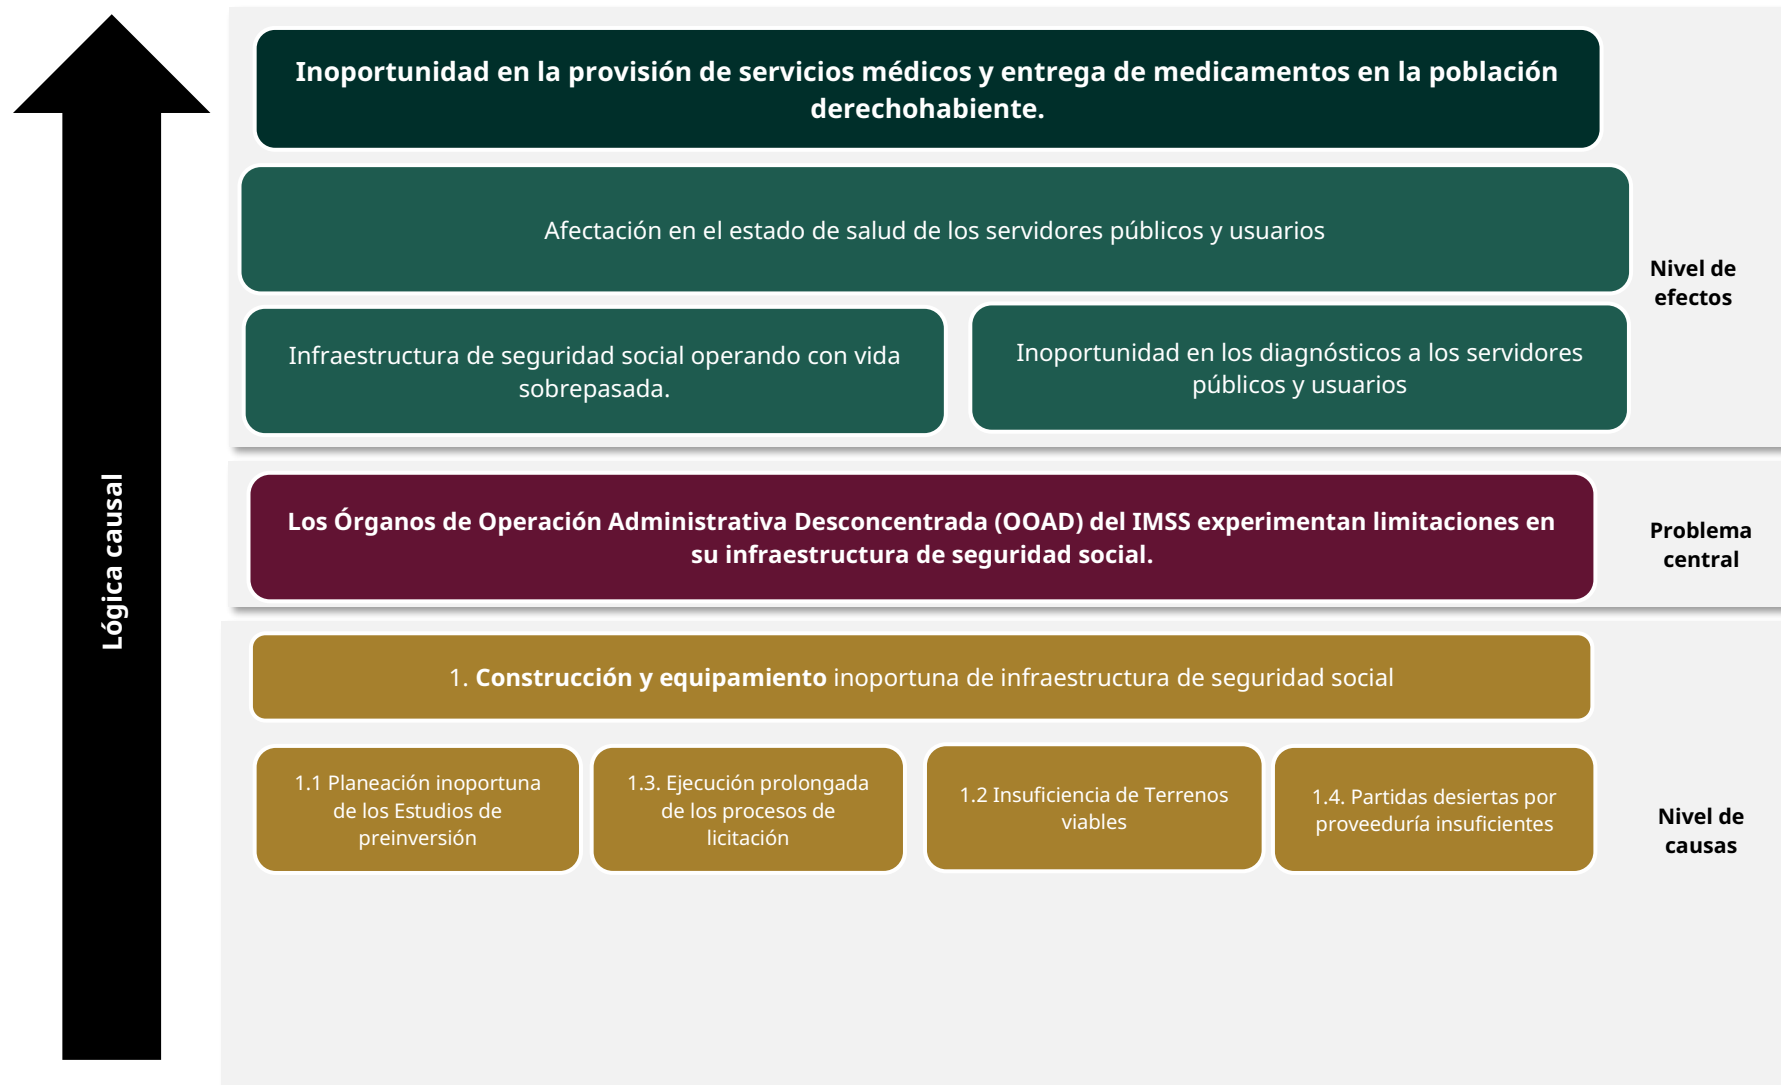 Inoportunidad en la provisión de servicios médicos y entrega de medicamentos en la población
derechohabiente.
Afectación en el estado de salud de los servidores públicos y usuarios
Infraestructura de seguridad social operando con vida
sobrepasada.
Inoportunidad en los diagnósticos a los servidores
públicos y usuarios
Nivel de
efectos
Lógica causal
Los Órganos de Operación Administrativa Desconcentrada (OOAD) del IMSS experimentan limitaciones en
su infraestructura de seguridad social.
Problema
central
1. Construcción y equipamiento inoportuna de infraestructura de seguridad social
1.1 Planeación inoportuna
de los Estudios de
preinversión
1.3. Ejecución prolongada
de los procesos de
licitación
1.2 Insuficiencia de Terrenos
viables
1.4. Partidas desiertas por
proveeduría insuficientes
Nivel de
causas